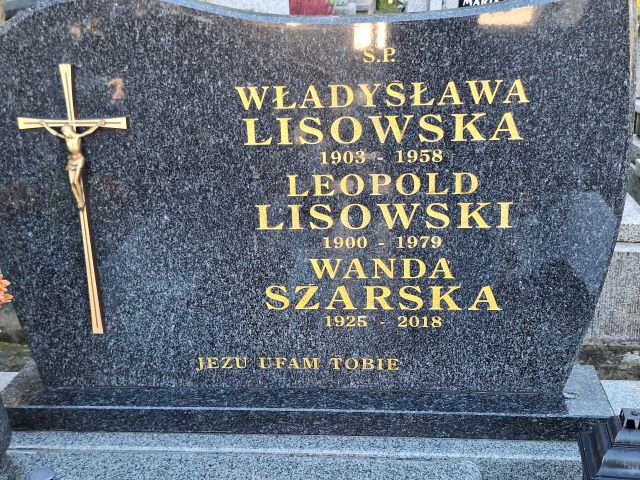 S.P.
WŁADYSŁAWA
LISOWSKA
1903 - 1958
LEOPOLD
LISOWSKI
1900 - 1979
WANDA
SZARSKA
1925 - 2018
JEZU UFAM TOBIE